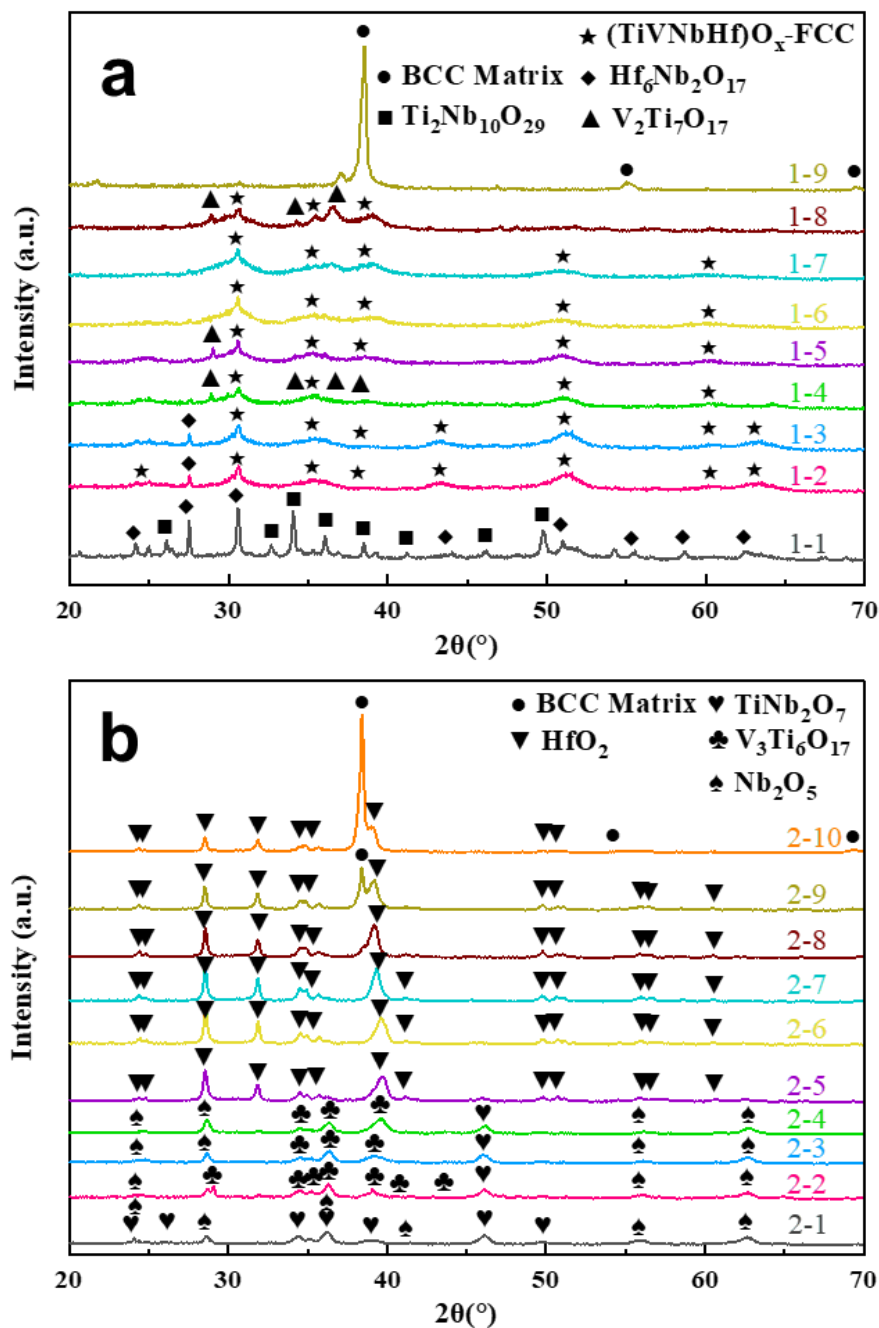 a
★ (TiVNbHf)Oₓ-FCC
● BCC Matrix ◆ Hf₆Nb₂O₁₇
■ Ti₂Nb₁₀O₂₉ ▲ V₂Ti₇O₁₇
1-9
1-8
1-7
1-6
1-5
1-4
1-3
1-2
1-1
Intensity (a.u.)
20 30 40 50 60 70
2θ(°)
b
● BCC Matrix ♥ TiNb₂O₇
▼ HfO₂ ♣ V₃Ti₆O₁₇
♠ Nb₂O₅
2-10
2-9
2-8
2-7
2-6
2-5
2-4
2-3
2-2
2-1
Intensity (a.u.)
20 30 40 50 60 70
2θ(°)